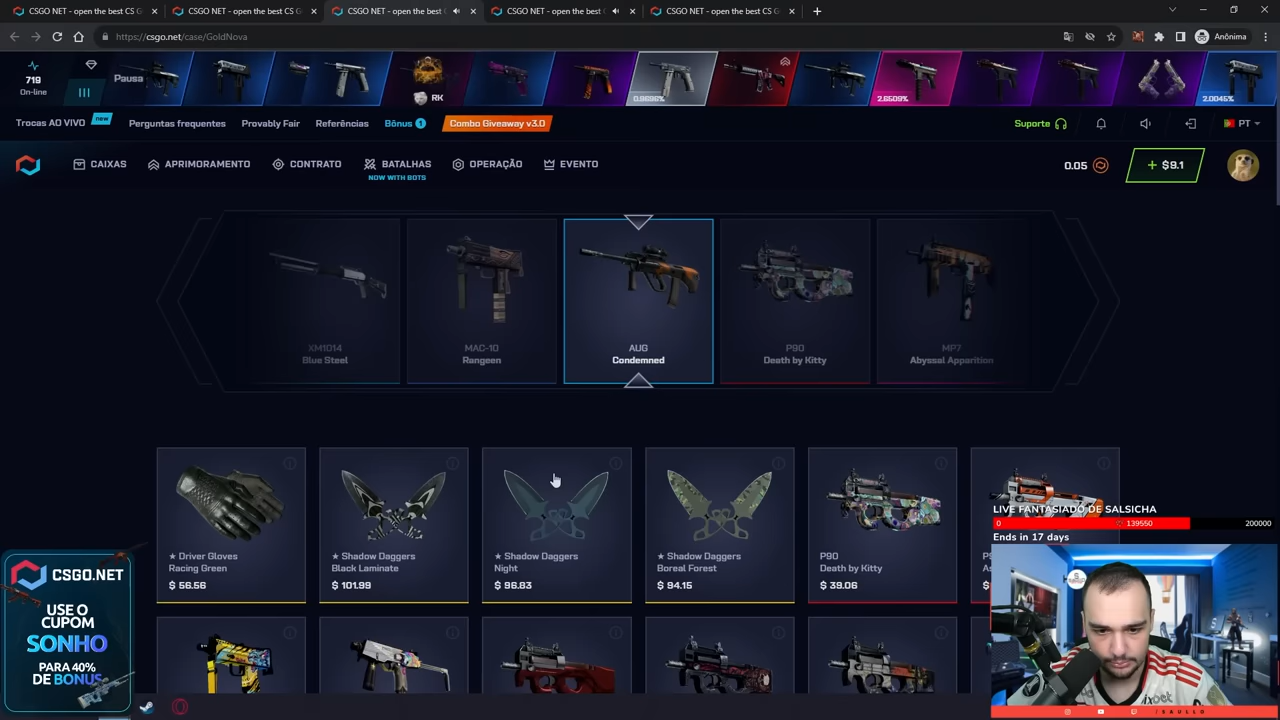 CSGO NET - open the best CS G
CSGO NET - open the best CS G
CSGO NET - open the best C
CSGO NET - open the best C
CSGO NET - open the best CS G
https://csgo.net/case/GoldNova
Anônima
719
On-line
Pausa
RK
0.9696%
2.6509%
2.0045%
Trocas AO VIVO
new
Perguntas frequentes
Provably Fair
Referências
Bônus 1
Combo Giveaway v3.0
Suporte
PT
CAIXAS
APRIMORAMENTO
CONTRATO
BATALHAS
NOW WITH BOTS
OPERAÇÃO
EVENTO
0.05
+ $9.1
XM1014
Blue Steel
MAC-10
Rangeen
AUG
Condemned
P90
Death by Kitty
MP7
Abyssal Apparition
★ Driver Gloves
Racing Green
$ 56.56
★ Shadow Daggers
Black Laminate
$ 101.99
★ Shadow Daggers
Night
$ 96.83
★ Shadow Daggers
Boreal Forest
$ 94.15
P90
Death by Kitty
$ 39.06
LIVE FANTASIADO DE SALSICHA
0
139550
200000
Ends in 17 days
CSGO.NET
USE O
CUPOM
SONHO
PARA 40%
DE BONUS
/SAULLO